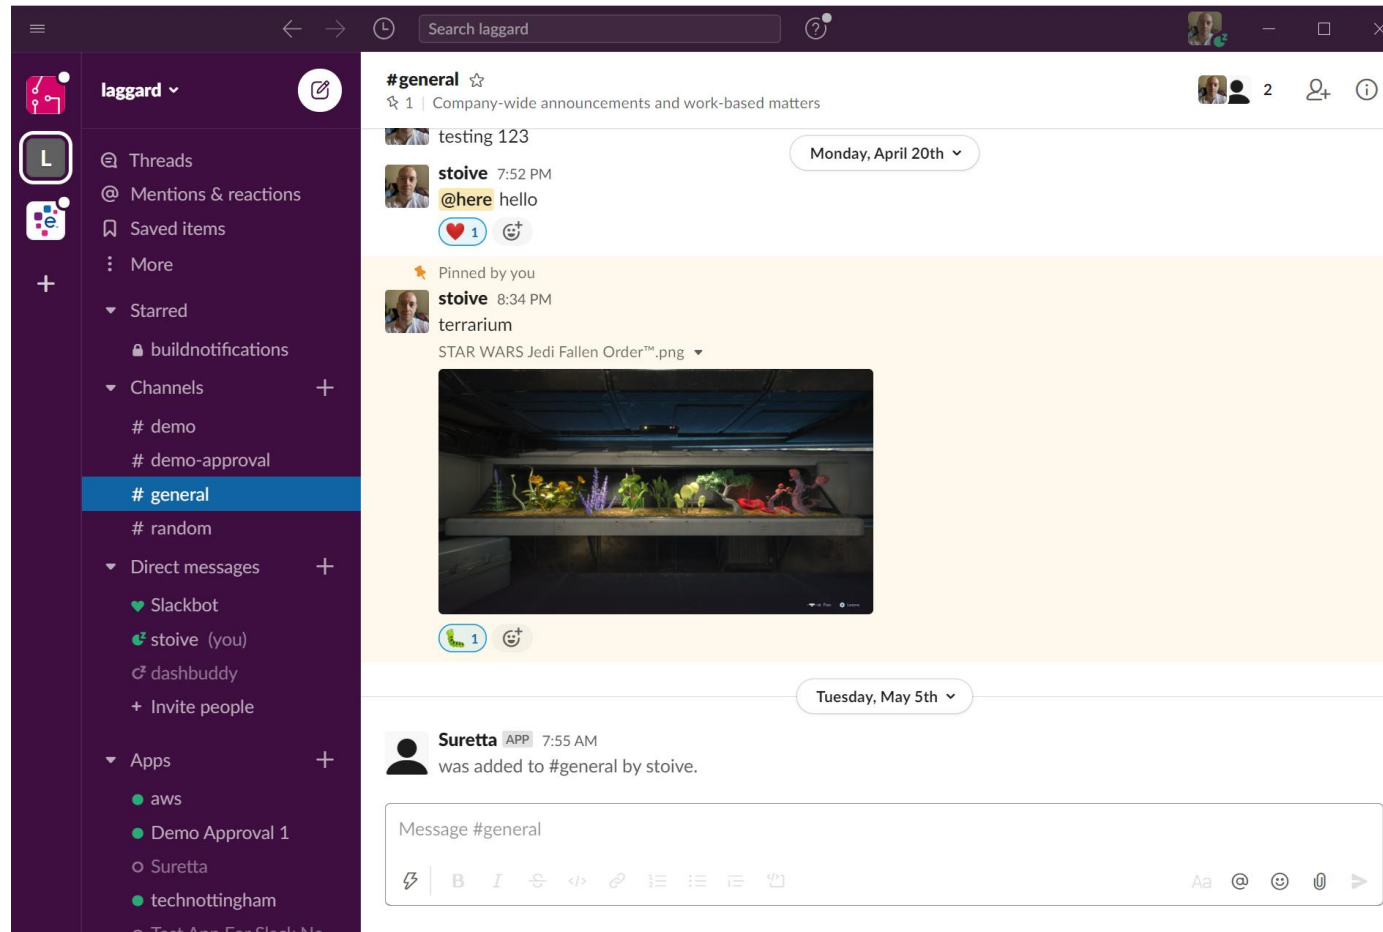 Search laggard
?
laggard
L
e.
Threads
Mentions & reactions
Saved items
More
Starred
buildnotifications
Channels
# demo
# demo-approval
# general
# random
Direct messages
Slackbot
stoive (you)
dashbuddy
+ Invite people
Apps
aws
Demo Approval 1
Suretta
technottingham
Test App For Slack
#general
1 | Company-wide announcements and work-based matters
2
testing 123
Monday, April 20th
stoive 7:52 PM
@here hello
1
Pinned by you
stoive 8:34 PM
terrarium
STAR WARS Jedi Fallen Order™.png
1
Tuesday, May 5th
Suretta APP 7:55 AM
was added to #general by stoive.
Message #general
B I S </>
Aa @